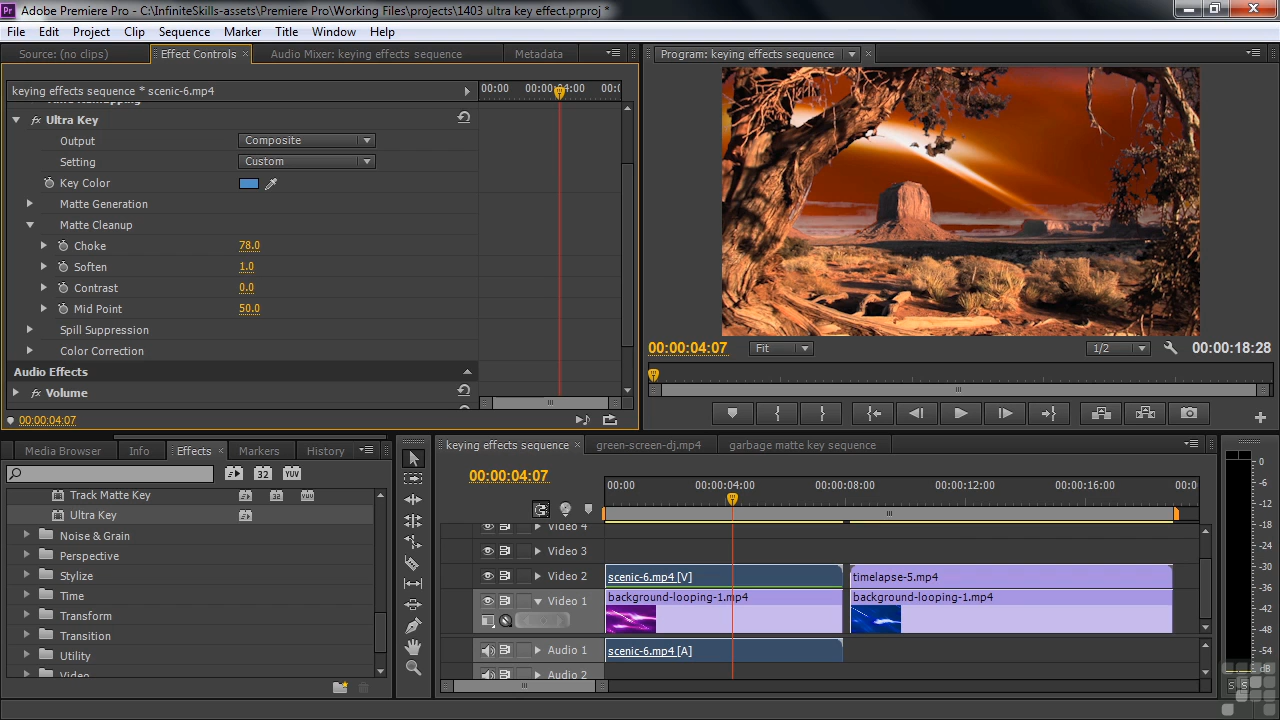 Pr Adobe Premiere Pro - C:\InfiniteSkills-assets\Premiere Pro\Working Files\projects\1403 ultra key effect.prproj *
File Edit Project Clip Sequence Marker Title Window Help
Source: (no clips) Effect Controls Audio Mixer: keying effects sequence Metadata
Program: keying effects sequence
keying effects sequence * scenic-6.mp4
00:00 00:00:04:00 00:0
fx Ultra Key
Output Composite
Setting Custom
Key Color
Matte Generation
Matte Cleanup
Choke 78.0
Soften 1.0
Contrast 0.0
Mid Point 50.0
Spill Suppression
Color Correction
Audio Effects
fx Volume
00:00:04:07
00:00:04:07 Fit 1/2 00:00:18:28
Media Browser Info Effects Markers History
32 YUV
Track Matte Key 32 YUV
Ultra Key
Noise & Grain
Perspective
Stylize
Time
Transform
Transition
Utility
Video
keying effects sequence green-screen-dj.mp4 garbage matte key sequence
00:00:04:07
00:00 00:00:04:00 00:00:08:00 00:00:12:00 00:00:16:00 00:0
Video 4
Video 3
Video 2 scenic-6.mp4 [V] timelapse-5.mp4
Video 1 background-looping-1.mp4 background-looping-1.mp4
Audio 1 scenic-6.mp4 [A]
Audio 2
0
-6
-12
-18
-24
-30
-36
-42
-48
-54
dB
S S